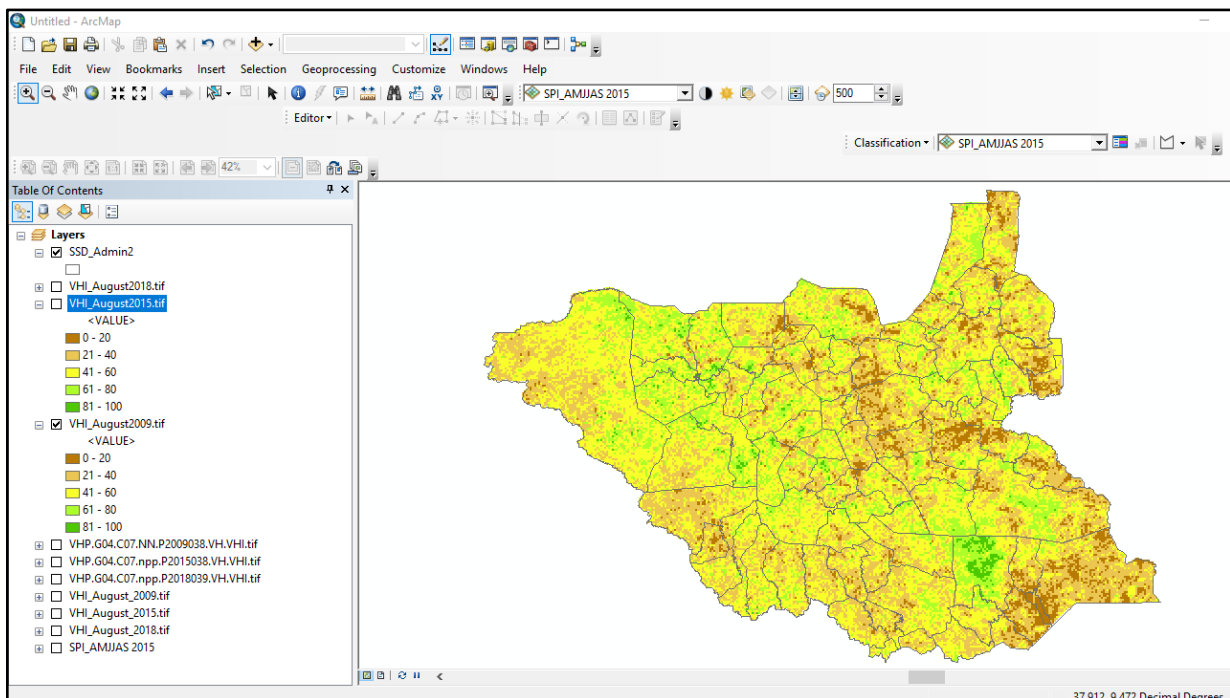 Untitled - ArcMap
File Edit View Bookmarks Insert Selection Geoprocessing Customize Windows Help
SPI_AMJJAS 2015 500
Editor
Classification SPI_AMJJAS 2015
42%
Table Of Contents
Layers
SSD_Admin2
VHI_August2018.tif
VHI_August2015.tif
<VALUE>
0 - 20
21 - 40
41 - 60
61 - 80
81 - 100
VHI_August2009.tif
<VALUE>
0 - 20
21 - 40
41 - 60
61 - 80
81 - 100
VHP.G04.C07.NN.P2009038.VH.VHI.tif
VHP.G04.C07.npp.P2015038.VH.VHI.tif
VHP.G04.C07.npp.P2018039.VH.VHI.tif
VHI_August_2009.tif
VHI_August_2015.tif
VHI_August_2018.tif
SPI_AMJJAS 2015
37.912 9.472 Decimal Degrees